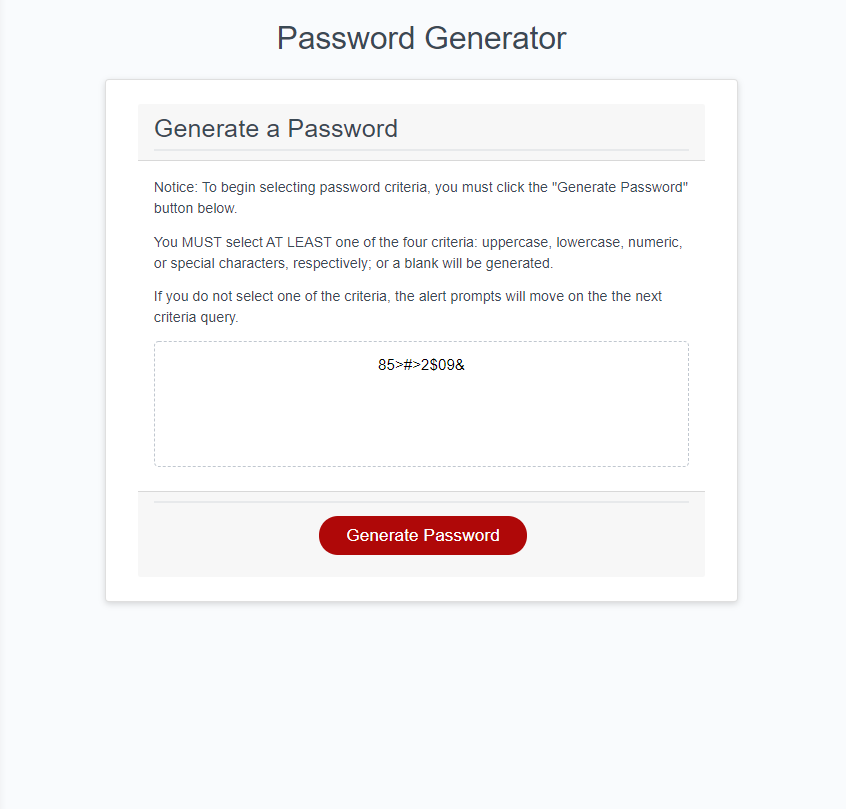 Password Generator
Generate a Password
Notice: To begin selecting password criteria, you must click the "Generate Password"
button below.
You MUST select AT LEAST one of the four criteria: uppercase, lowercase, numeric,
or special characters, respectively; or a blank will be generated.
If you do not select one of the criteria, the alert prompts will move on the the next
criteria query.
85>#>2$09&
Generate Password